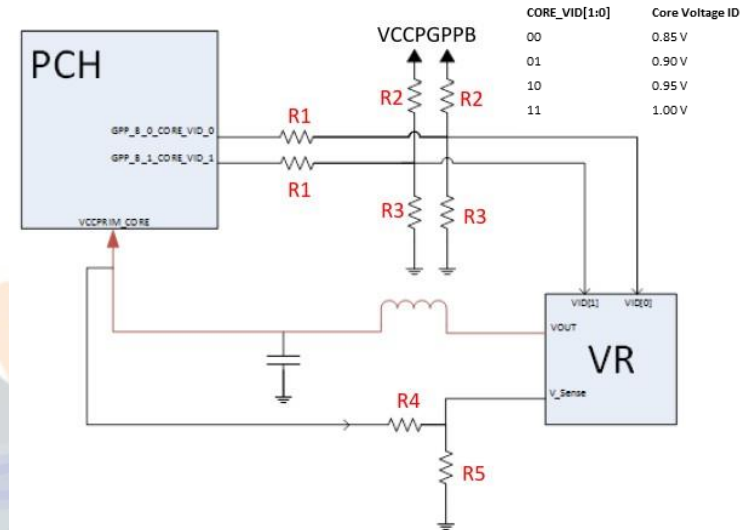 CORE_VID[1:0] Core Voltage ID
00 0.85 V
01 0.90 V
10 0.95 V
11 1.00 V
VCCPGPPB
PCH
R2 R2
R1
GPP_B_0_CORE_VID_0
GPP_B_1_CORE_VID_1
R1
R3 R3
VCCPRIM_CORE
VID[1] VID[0]
VOUT
VR
V_Sense
R4
R5